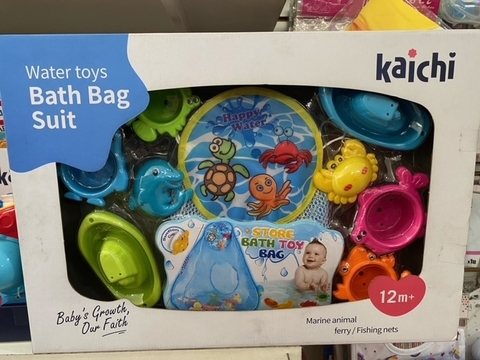 kaichi
Water toys
Bath Bag
Suit
Happy
Water
STORE
BATH TOY
BAG
Baby's Growth,
Our Faith
12m+
Marine animal
ferry / Fishing nets